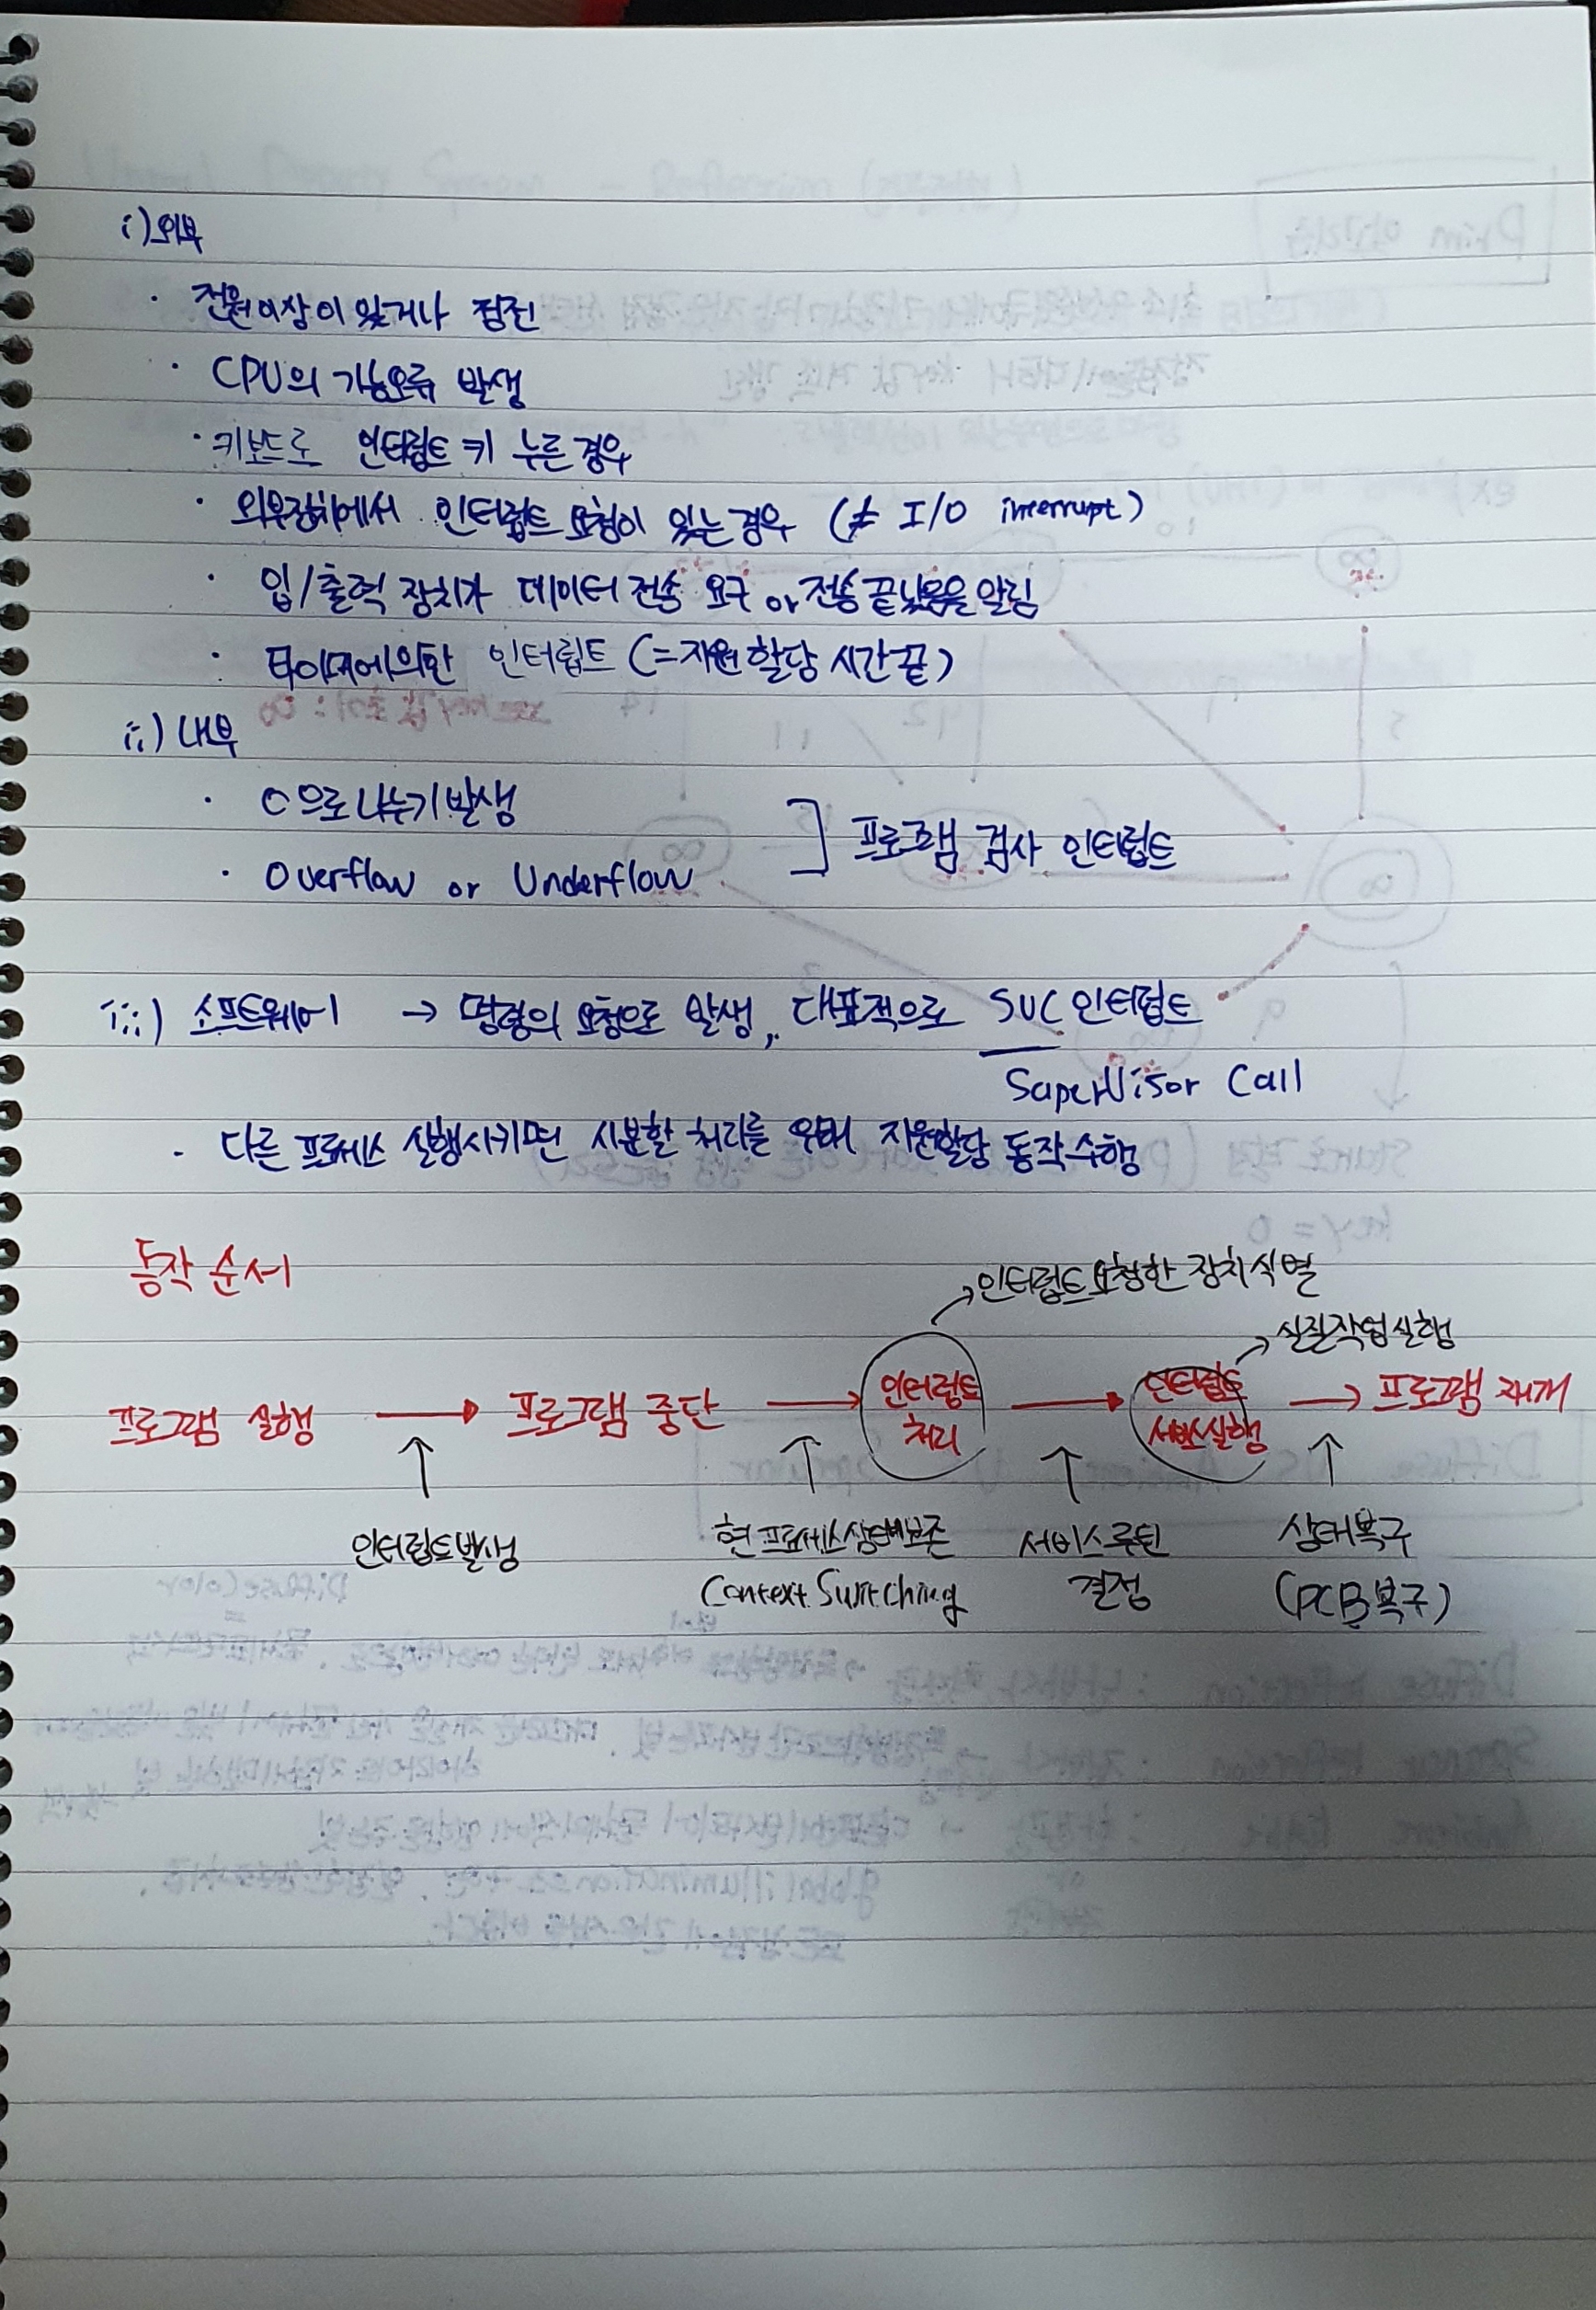 i) 외부
· 전원 이상이 있거나 정전
· CPU의 기능오류 발생
· 키보드로 인터럽트 키 누른 경우
· 외부장치에서 인터럽트 요청이 있는 경우 (≠ I/O interrupt)
· 입/출력 장치가 데이터 전송 요구 or 전송 끝났음을 알림
· 타이머에 의한 인터럽트 (=자원 할당 시간 끝)
ii) 내부
· 0으로 나누기 발생
· Overflow or Underflow
] 프로그램 검사 인터럽트
iii) 소프트웨어 → 명령의 요청으로 발생, 대표적으로 SVC 인터럽트
Supervisor Call
· 다른 프로세스 실행시키면 시분할 처리를 위해 자원할당 동작 수행
동작 순서
→ 인터럽트 요청한 장치 식별
→ 실질 작업 실행
프로그램 실행 → 프로그램 중단 → 인터럽트 처리 → 인터럽트 서비스 실행 → 프로그램 재개
↑ ↑ ↑ ↑
인터럽트 발생 현 프로세스 상태 보존 서비스 루틴 상태복구
Context Switching 결정 (PCB 복구)